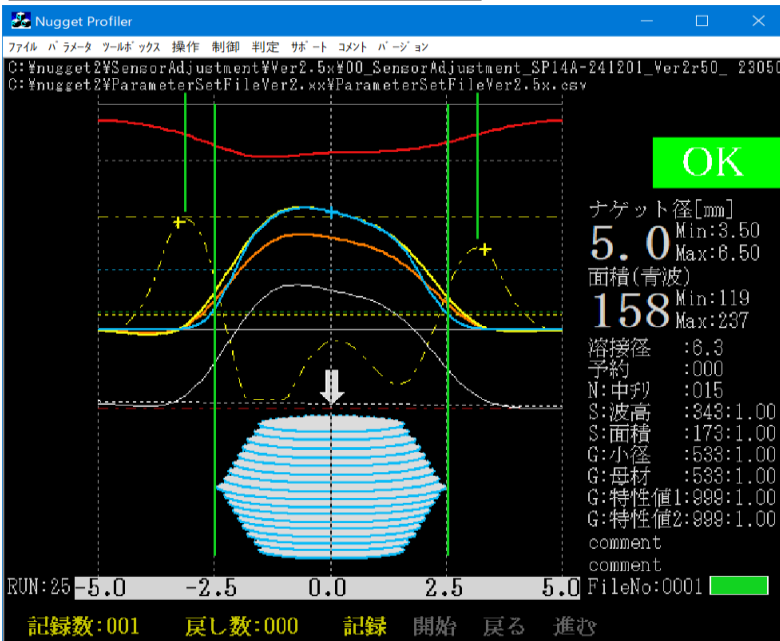 Nugget Profiler
ファイル パラメータ ツールボックス 操作 制御 判定 サポート コメント バージョン
C:¥nugget2¥SensorAdjustment¥Ver2.5x¥00_SensorAdjustment_SP14A-241201_Ver2r50_ 23050
C:¥nugget2¥ParameterSetFileVer2.xx¥ParameterSetFileVer2.5x.csv
OK
ナゲット径[mm]
5.0 Min:3.50
Max:6.50
面積(青波)
158 Min:119
Max:237
溶接径 :6.3
予約 :000
N:中チリ :015
S:波高 :343:1.00
S:面積 :173:1.00
G:小径 :533:1.00
G:母材 :533:1.00
G:特性値1:999:1.00
G:特性値2:999:1.00
comment
comment
RUN:25 -5.0 -2.5 0.0 2.5 5.0 FileNo:0001
記録数:001 戻し数:000 記録 開始 戻る 進む